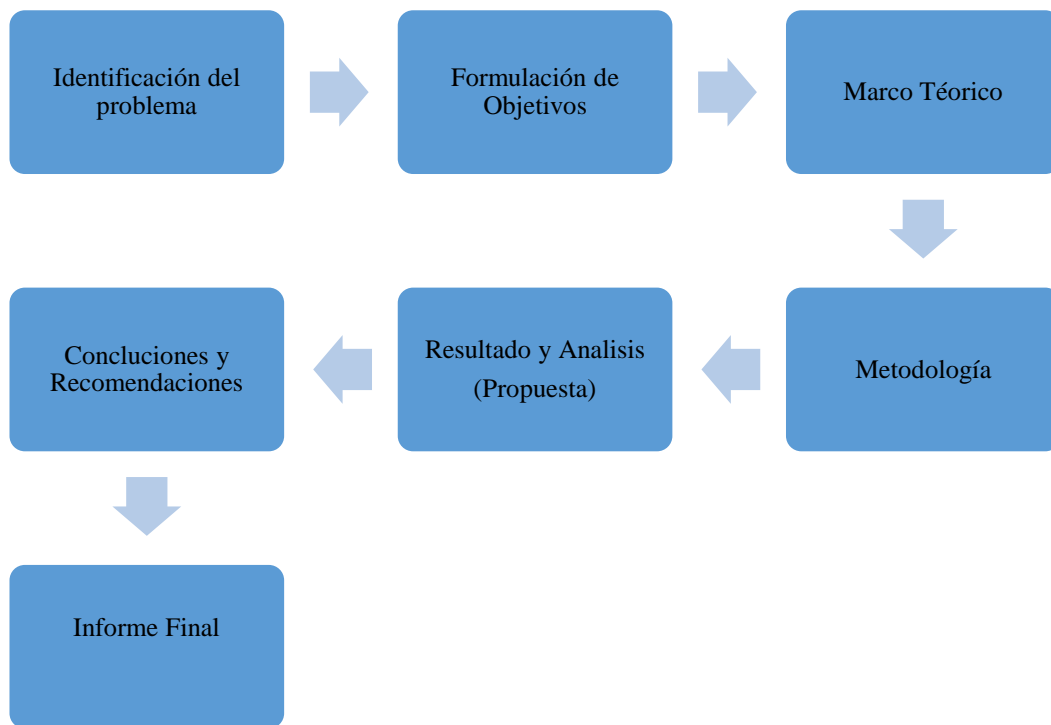 Identificación del
problema
Formulación de
Objetivos
Marco Téorico
Metodología
Resultado y Analisis
(Propuesta)
Concluciones y
Recomendaciones
Informe Final